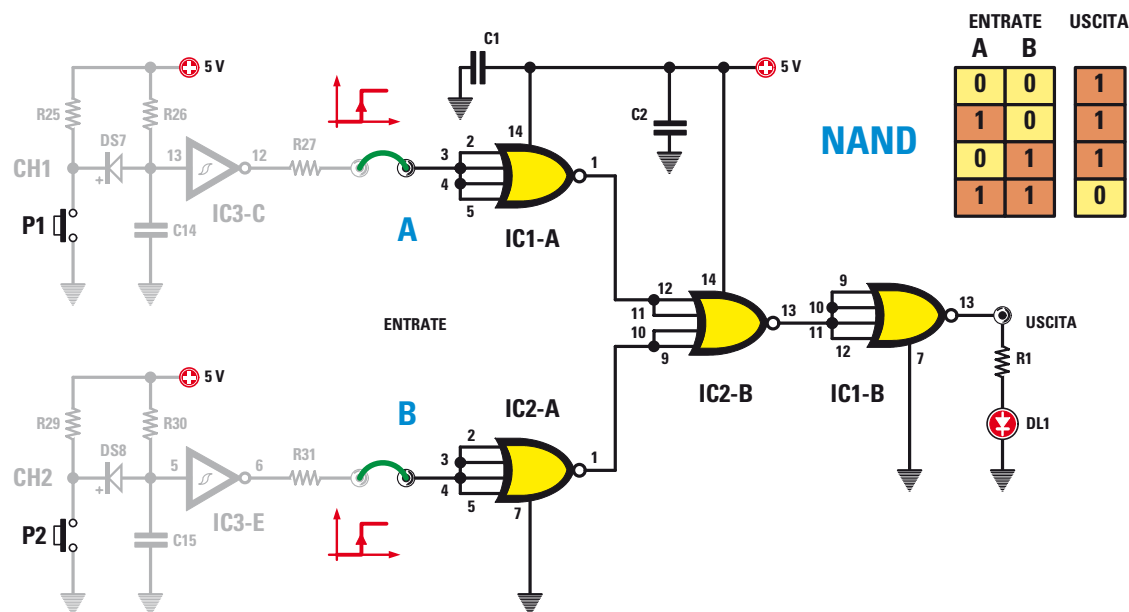 ENTRATE USCITA
A B
0 0 1
1 0 1
0 1 1
1 1 0
NAND
C1
5 V
C2
5 V
R25
R26
DS7
CH1
+
13
12
R27
IC3-C
P1
C14
A
14
2
3
4
5
1
IC1-A
ENTRATE
14
12
11
10
9
13
IC2-B
9
10
11
12
13
7
IC1-B
USCITA
R1
DL1
5 V
R29
R30
DS8
CH2
+
5
6
R31
IC3-E
P2
C15
B
IC2-A
2
3
4
5
1
7